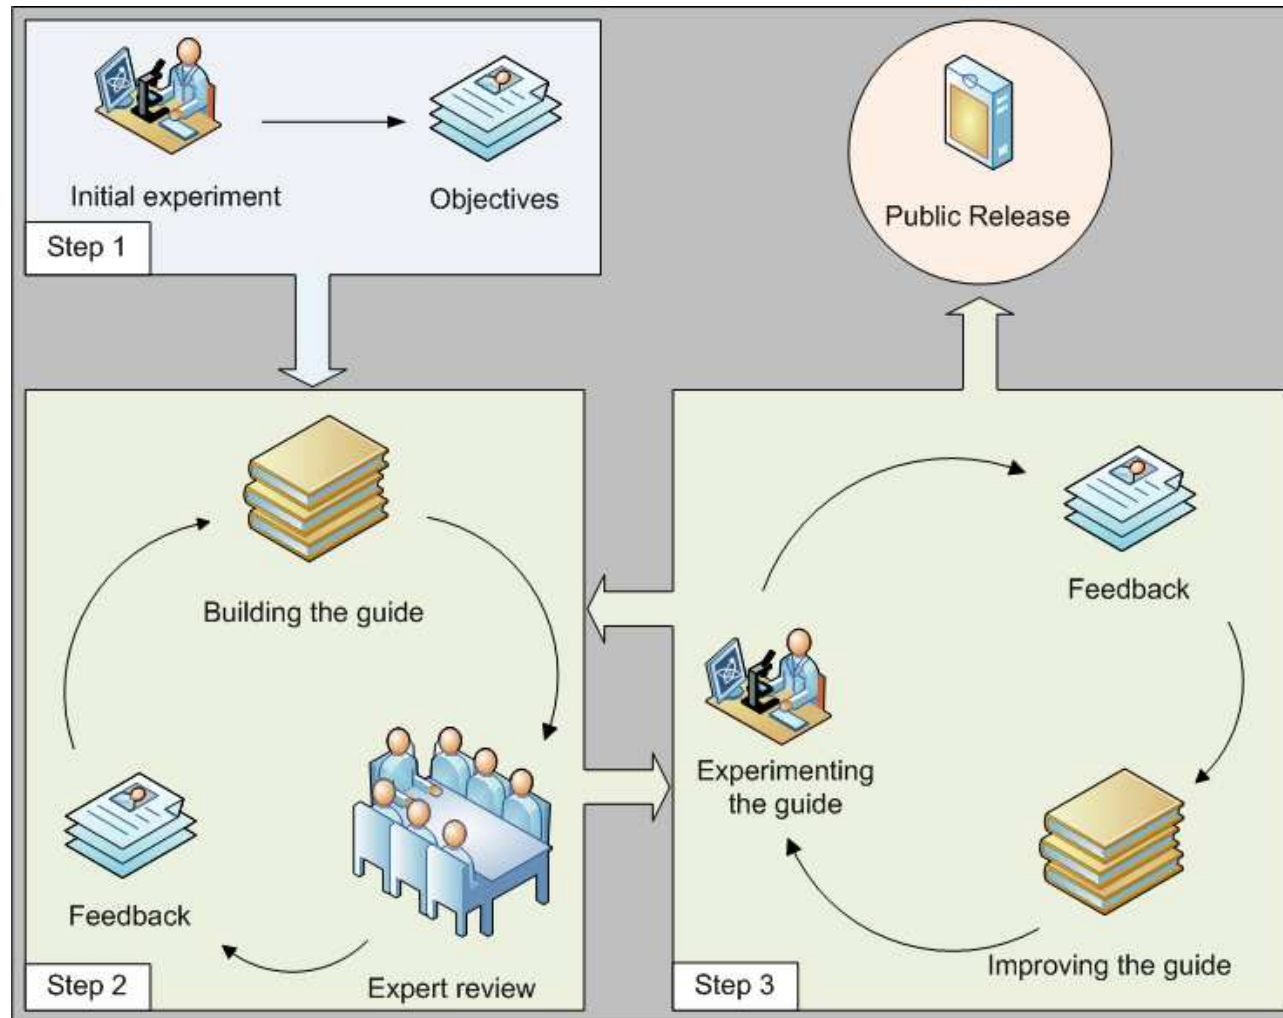 Initial experiment
Objectives
Step 1
Public Release
Building the guide
Expert review
Feedback
Step 2
Experimenting
the guide
Feedback
Improving the guide
Step 3